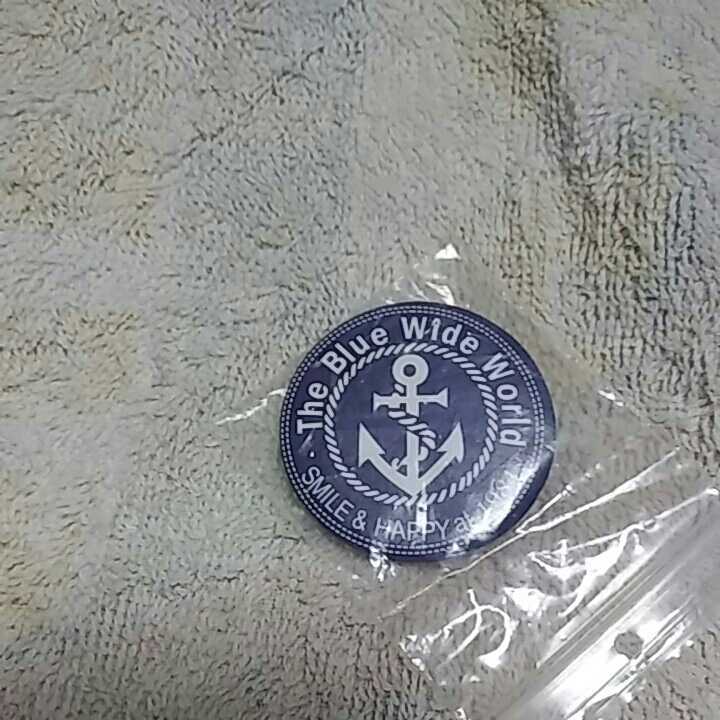 The Blue Wide World
· SMILE & HAPPY